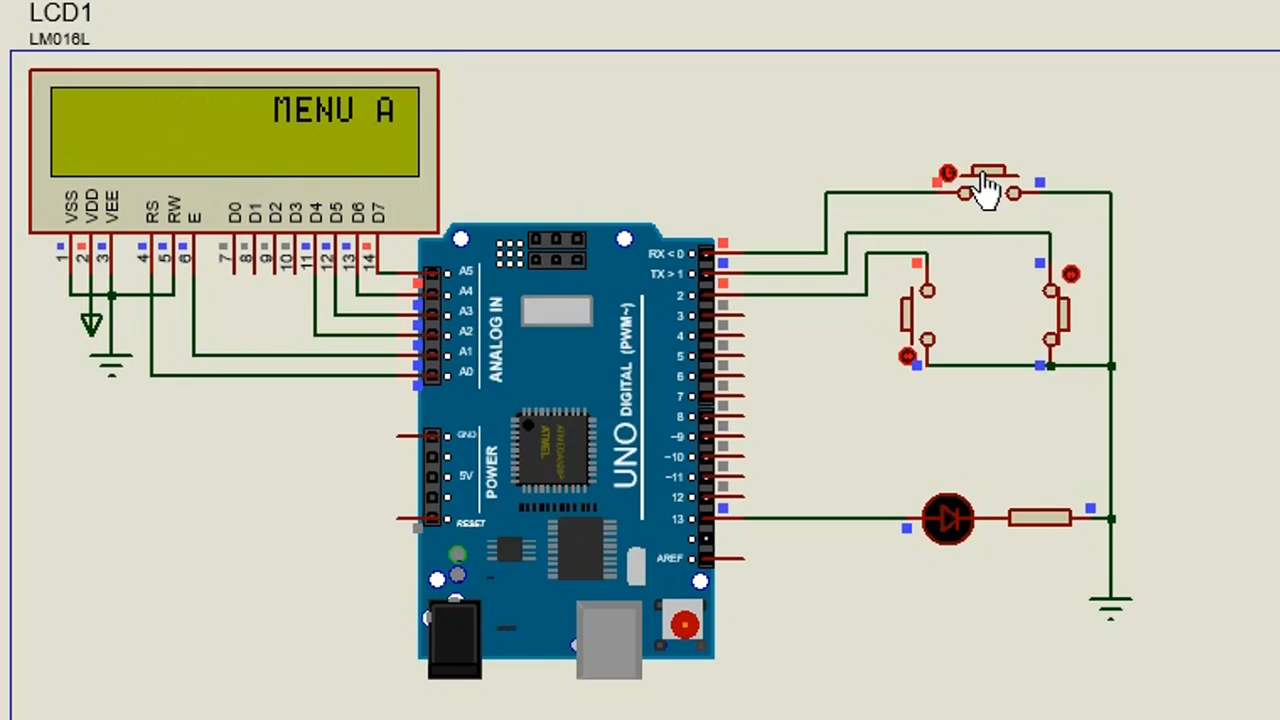 LCD1
LM016L
MENU A
VSS
VDD
VEE
RS
RW
E
D0
D1
D2
D3
D4
D5
D6
D7
1
2
3
4
5
6
7
8
9
10
11
12
13
14
A5
A4
A3
A2
A1
A0
ANALOG IN
GND
5V
POWER
RESET
RX < 0
TX > 1
2
3
4
5
6
7
8
~9
~10
~11
12
13
AREF
DIGITAL (PWM~)
UNO
ATMEL